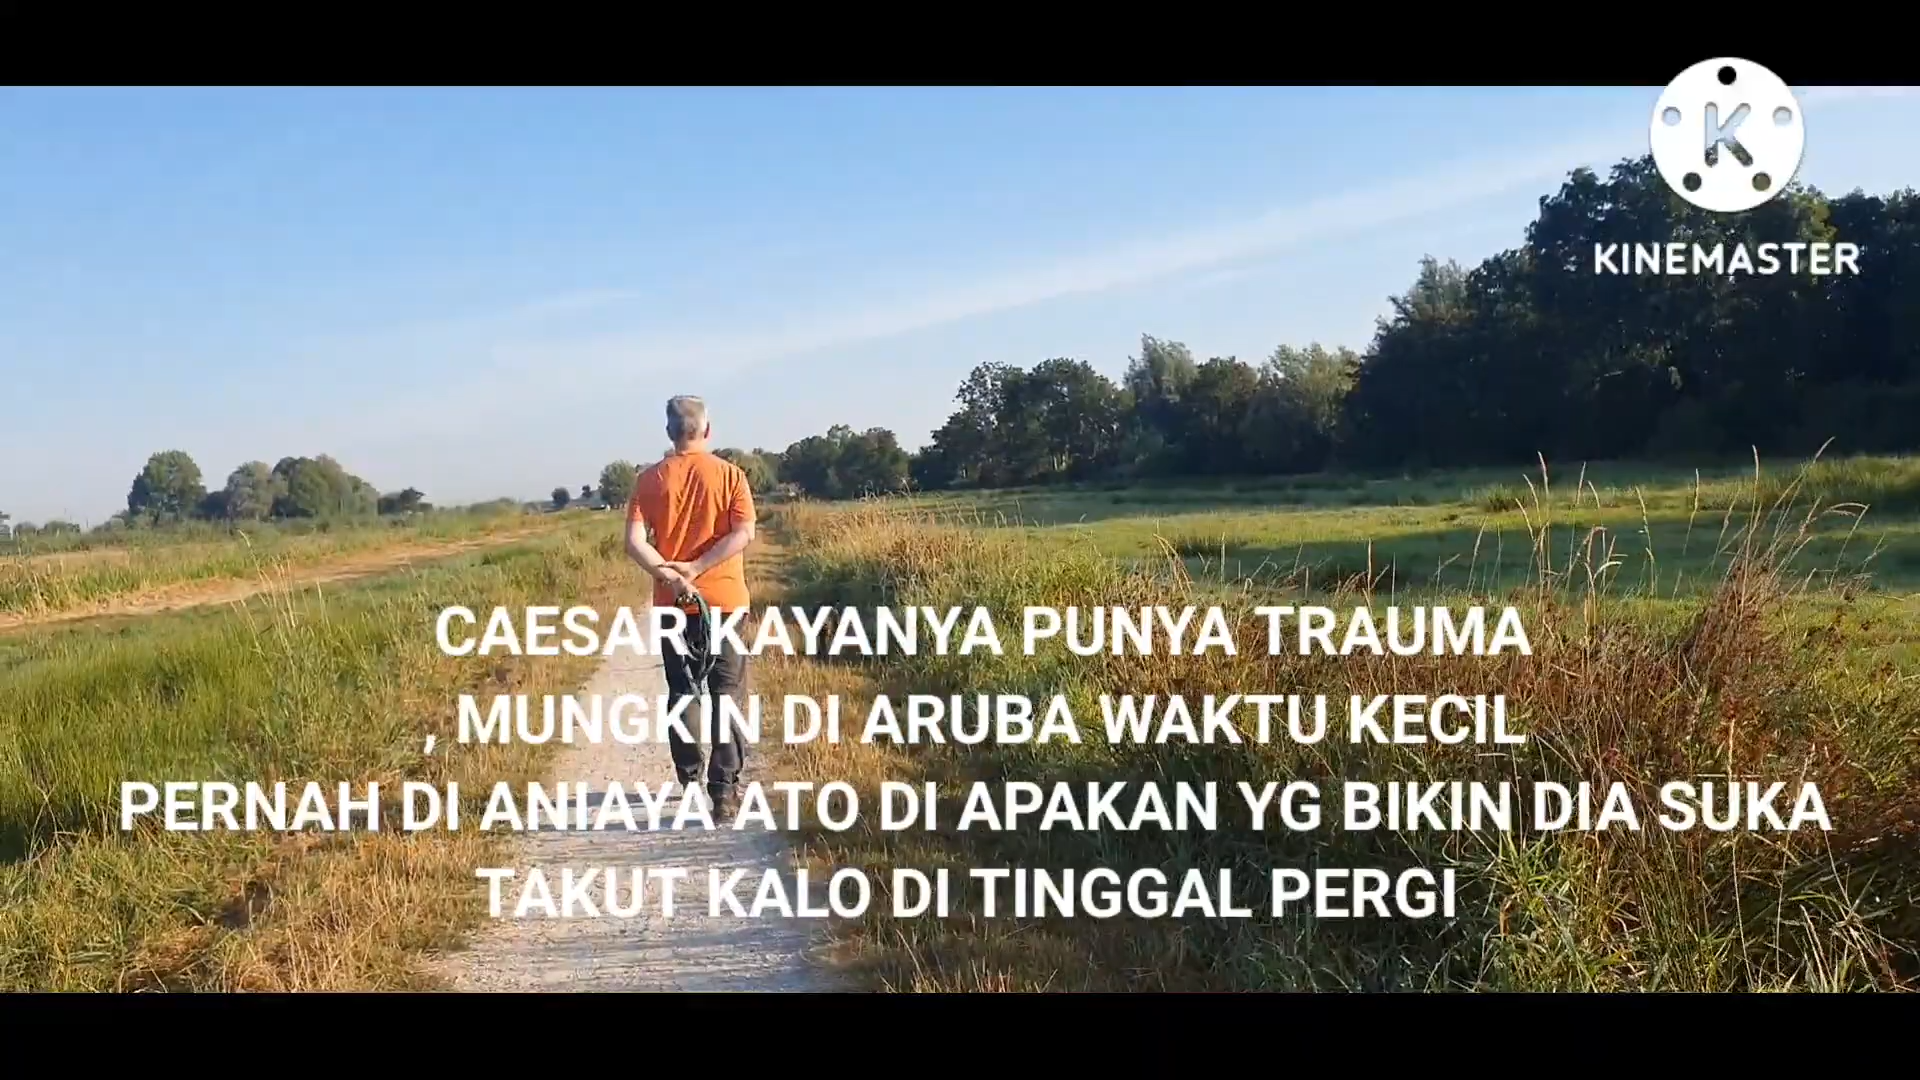 K
KINEMASTER
CAESAR KAYANYA PUNYA TRAUMA
, MUNGKIN DI ARUBA WAKTU KECIL
PERNAH DI ANIAYA ATO DI APAKAN YG BIKIN DIA SUKA
TAKUT KALO DI TINGGAL PERGI